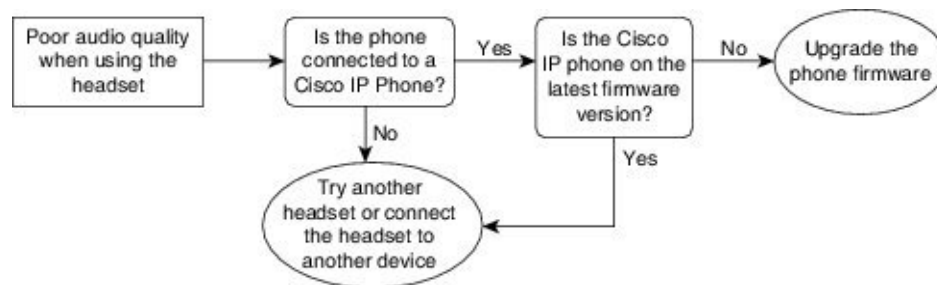 Poor audio quality
when using the
headset
Is the phone
connected to a
Cisco IP Phone?
Yes
Is the Cisco
IP phone on the
latest firmware
version?
No
Upgrade the
phone firmware
No
Yes
Try another
headset or connect
the headset to
another device